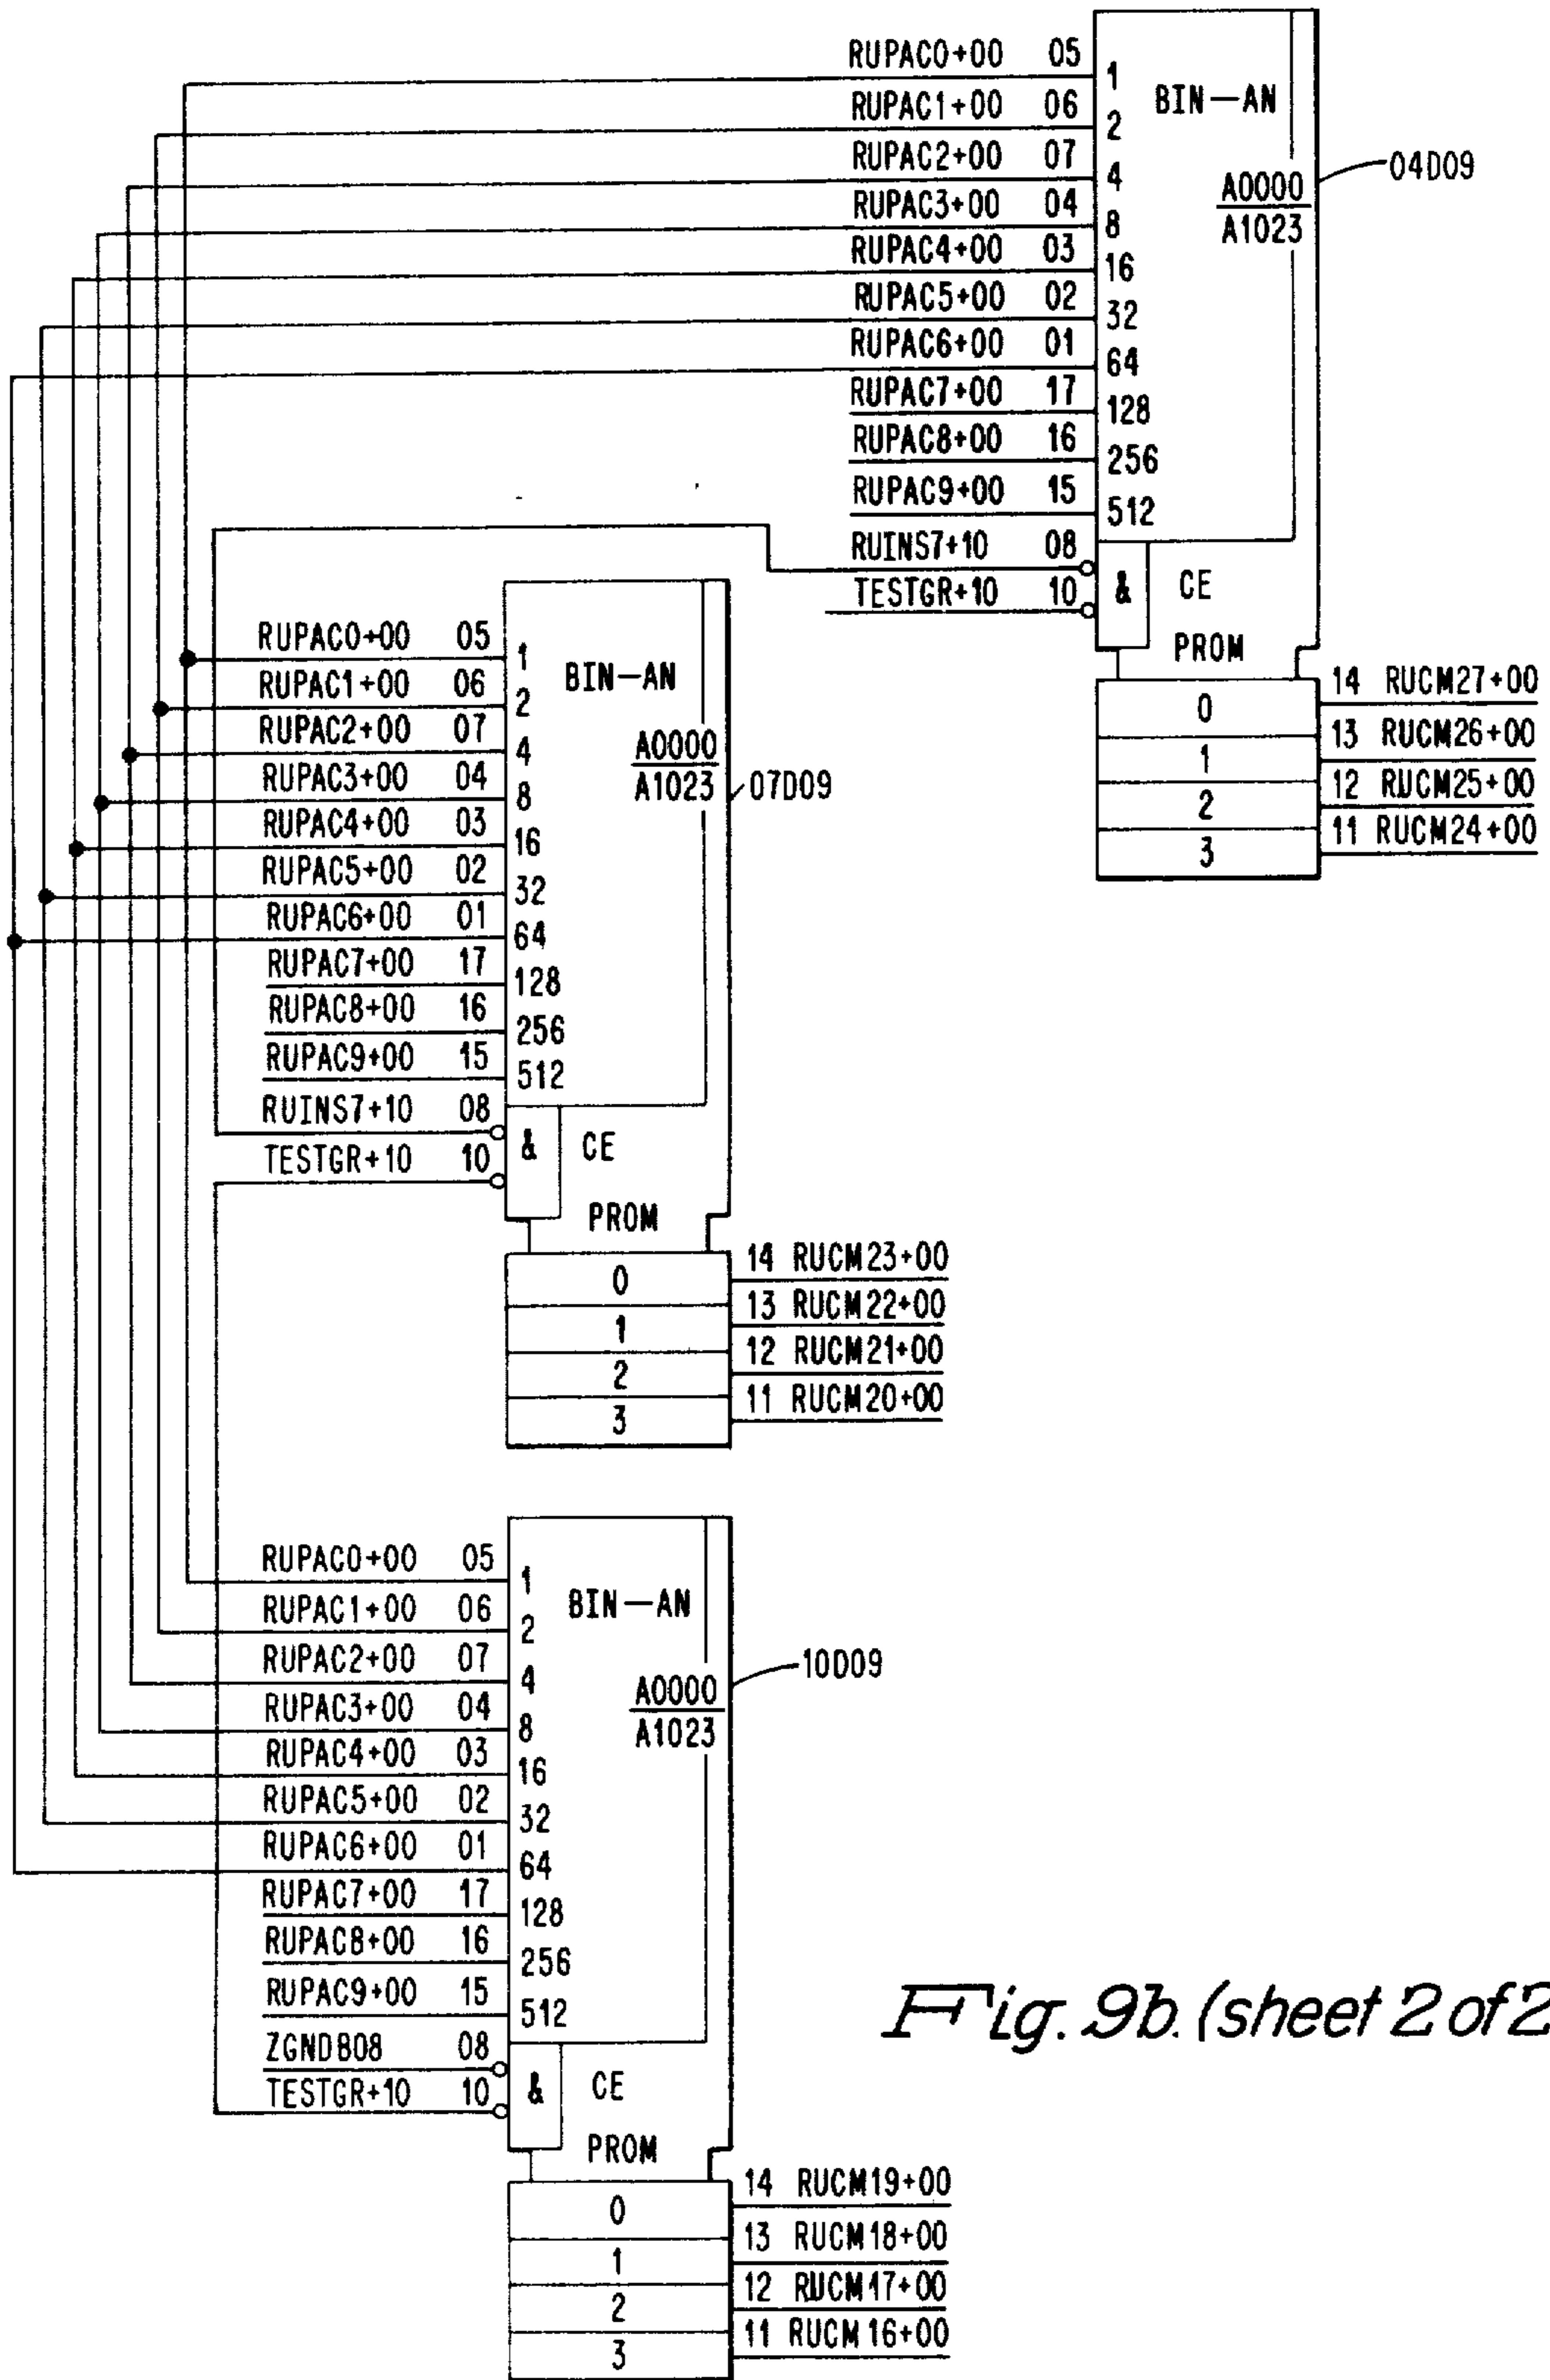 RUPAC0+00 05 1
RUPAC1+00 06 2
RUPAC2+00 07 4
RUPAC3+00 04 8
RUPAC4+00 03 16
RUPAC5+00 02 32
RUPAC6+00 01 64
RUPAC7+00 17 128
RUPAC8+00 16 256
RUPAC9+00 15 512
RUINS7+10 08
TESTGR+10 10
BIN—AN
A0000
A1023
04D09
& CE
PROM
0 14 RUCM27+00
1 13 RUCM26+00
2 12 RUCM25+00
3 11 RUCM24+00
RUPAC0+00 05 1
RUPAC1+00 06 2
RUPAC2+00 07 4
RUPAC3+00 04 8
RUPAC4+00 03 16
RUPAC5+00 02 32
RUPAC6+00 01 64
RUPAC7+00 17 128
RUPAC8+00 16 256
RUPAC9+00 15 512
RUINS7+10 08
TESTGR+10 10
BIN—AN
A0000
A1023
07D09
& CE
PROM
0 14 RUCM23+00
1 13 RUCM22+00
2 12 RUCM21+00
3 11 RUCM20+00
RUPAC0+00 05 1
RUPAC1+00 06 2
RUPAC2+00 07 4
RUPAC3+00 04 8
RUPAC4+00 03 16
RUPAC5+00 02 32
RUPAC6+00 01 64
RUPAC7+00 17 128
RUPAC8+00 16 256
RUPAC9+00 15 512
ZGNDB08 08
TESTGR+10 10
BIN—AN
A0000
A1023
10D09
& CE
PROM
0 14 RUCM19+00
1 13 RUCM18+00
2 12 RUCM17+00
3 11 RUCM16+00
Fig. 9b. (sheet 2 of 2